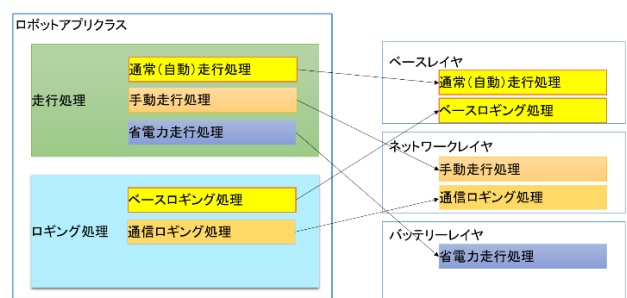 ロボットアプリクラス
走行処理
通常(自動)走行処理
手動走行処理
省電力走行処理
ロギング処理
ベースロギング処理
通信ロギング処理
ベースレイヤ
通常(自動)走行処理
ベースロギング処理
ネットワークレイヤ
手動走行処理
通信ロギング処理
バッテリーレイヤ
省電力走行処理